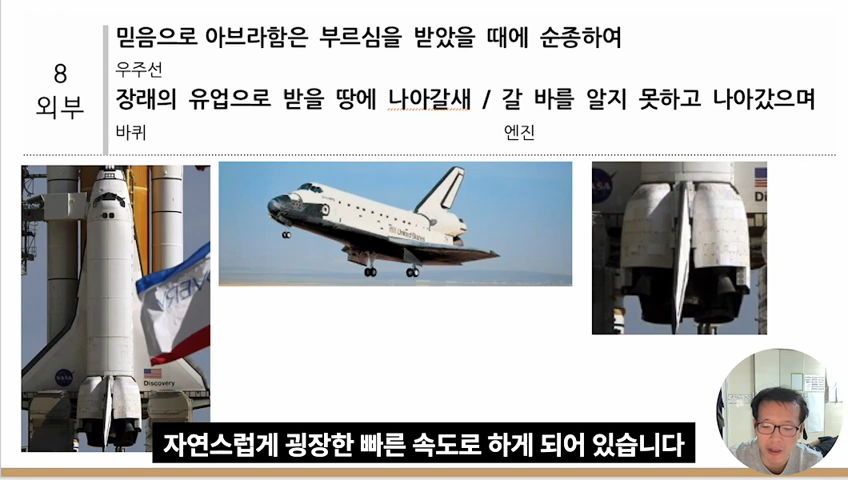 8
외부
믿음으로 아브라함은 부르심을 받았을 때에 순종하여
우주선
장래의 유업으로 받을 땅에 나아갈새 / 갈 바를 알지 못하고 나아갔으며
바퀴
엔진
Discovery
United States
Di
자연스럽게 굉장한 빠른 속도로 하게 되어 있습니다